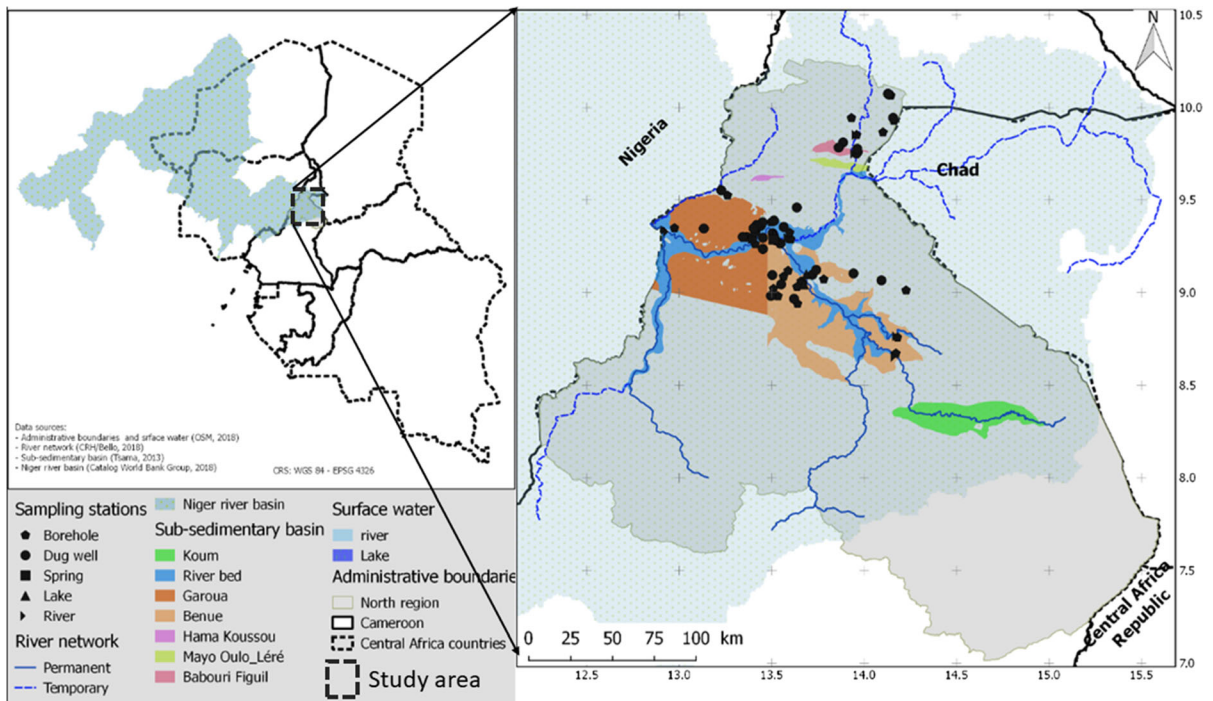 Data sources:
- Administrative boundaries and srface water (OSM, 2018)
- River network (CRH/Bello, 2018)
- Sub-sedimentary basin (Tsama, 2013)
- Niger river basin (Catalog World Bank Group, 2018)
CRS: WGS 84 - EPSG 4326
Sampling stations
Borehole
Dug well
Spring
Lake
River
River network
Permanent
Temporary
Niger river basin
Sub-sedimentary basin
Koum
River bed
Garoua
Benue
Hama Koussou
Mayo Oulo_Léré
Babouri Figuil
Surface water
river
Lake
Administrative boundarie
North region
Cameroon
Central Africa countries
Study area
N
Nigeria
Chad
Central Africa
Republic
0 25 50 75 100 km
10.5
10.0
9.5
9.0
8.5
8.0
7.5
7.0
12.5 13.0 13.5 14.0 14.5 15.0 15.5